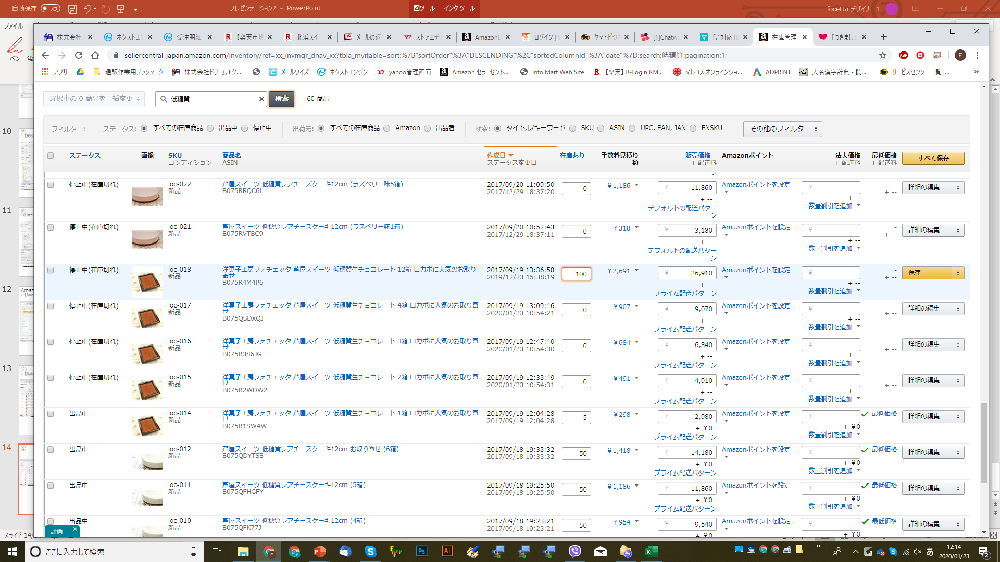 自動保存 オフ
プレゼンテーション2 - PowerPoint
図ツール インク ツール
focetta デザイナー1 F
ファイル
ペン
株式会社
ネクストエン
受注明細
【楽天市場
北浜スイー
メールの返
ストアエディ
AmazonD
ログイン | V
ヤマトビジネ
[1]Chatw
「ご対応」の
在庫管理
「つきまして
sellercentral-japan.amazon.com/inventory/ref=xx_invmgr_dnav_xx?tbla_myitable=sort:%7B"sortOrder"%3A"DESCENDING"%2C"sortedColumnId"%3A"date"%7D;search:低糖質;pagination:1;
ABP
F
アプリ
通販作業用ブックマーク
株式会社ドリームエク...
メールワイズ
ネクストエンジン
yahoo管理画面
Amazon セラーセント...
Info Mart Web Site
【楽天】R-Login RM...
マルコメ オンラインショ...
ADPRINT
人名漢字辞典 - 読...
サービスセンター一覧 |...
»
選択中の 0 商品を一括変更
低糖質
検索
60 商品
フィルター: ステータス: すべての在庫商品 出品中 停止中
出荷元: すべての在庫商品 Amazon 出品者
検索: タイトル/キーワード SKU ASIN UPC, EAN, JAN FNSKU
その他のフィルター
ステータス 画像 SKU 商品名 作成日 在庫あり 手数料見積り額 販売価格 Amazonポイント 法人価格 最低価格 すべて保存
コンディション ASIN ステータス変更日 + 配送料 + 配送料 + 配送料
停止中(在庫切れ) loc-022 芦屋スイーツ 低糖質レアチーズケーキ12cm (ラズベリー味5箱) 2017/09/20 11:09:50 0 ¥1,186 ¥ 11,860 Amazonポイントを設定 ¥ - 詳細の編集
新品 B075RRQC6L 2017/12/29 18:37:20 + -- + -- + --
デフォルトの配送パターン 数量割引を追加
停止中(在庫切れ) loc-021 芦屋スイーツ 低糖質レアチーズケーキ12cm (ラズベリー味1箱) 2017/09/20 10:52:43 0 ¥318 ¥ 3,180 Amazonポイントを設定 ¥ - 詳細の編集
新品 B075RVTBC9 2017/12/29 18:37:11 + -- + -- + --
デフォルトの配送パターン 数量割引を追加
停止中(在庫切れ) loc-018 洋菓子工房フォチェッタ 芦屋スイーツ 低糖質生チョコレート 12箱 ロカボに人気のお取り寄せ 2017/09/19 13:36:58 100 ¥2,691 ¥ 26,910 Amazonポイントを設定 ¥ - 保存
新品 B075R4M4P6 2019/12/23 15:38:19 + -- + -- + --
プライム配送パターン 数量割引を追加
停止中(在庫切れ) loc-017 洋菓子工房フォチェッタ 芦屋スイーツ 低糖質生チョコレート 4箱 ロカボに人気のお取り寄せ 2017/09/19 13:09:46 0 ¥907 ¥ 9,070 Amazonポイントを設定 ¥ - 詳細の編集
新品 B075QSDXQJ 2020/01/23 10:54:21 + -- + -- + --
プライム配送パターン 数量割引を追加
停止中(在庫切れ) loc-016 洋菓子工房フォチェッタ 芦屋スイーツ 低糖質生チョコレート 3箱 ロカボに人気のお取り寄せ 2017/09/19 12:47:40 0 ¥684 ¥ 6,840 Amazonポイントを設定 ¥ - 詳細の編集
新品 B075R386JG 2020/01/23 10:54:30 + -- + -- + --
プライム配送パターン 数量割引を追加
停止中(在庫切れ) loc-015 洋菓子工房フォチェッタ 芦屋スイーツ 低糖質生チョコレート 2箱 ロカボに人気のお取り寄せ 2017/09/19 12:33:49 0 ¥491 ¥ 4,910 Amazonポイントを設定 ¥ - 詳細の編集
新品 B075R2WDW2 2020/01/23 10:54:31 + -- + -- + --
プライム配送パターン 数量割引を追加
出品中 loc-014 洋菓子工房フォチェッタ 芦屋スイーツ 低糖質生チョコレート 1箱 ロカボに人気のお取り寄せ 2017/09/19 12:04:28 5 ¥298 ¥ 2,980 Amazonポイントを設定 ¥ 最低価格 詳細の編集
新品 B075R1SW4W 2017/09/19 12:04:28 + ¥0 + ¥0
プライム配送パターン 数量割引を追加
出品中 loc-012 芦屋スイーツ 低糖質レアチーズケーキ12cm お取り寄せ (6箱) 2017/09/18 19:33:32 50 ¥1,418 ¥ 14,180 Amazonポイントを設定 ¥ 最低価格 詳細の編集
新品 B075QDYTSS 2017/09/18 19:33:32 + ¥0 + ¥0
プライム配送パターン 数量割引を追加
出品中 loc-011 芦屋スイーツ 低糖質レアチーズケーキ12cm (5箱) 2017/09/18 19:25:50 50 ¥1,186 ¥ 11,860 Amazonポイントを設定 ¥ 最低価格 詳細の編集
新品 B075QFHGFY 2017/09/18 19:25:50 + ¥0 + ¥0
プライム配送パターン 数量割引を追加
出品中 loc-010 芦屋スイーツ 低糖質レアチーズケーキ12cm (4箱) 2017/09/18 19:23:21 50 ¥954 ¥ 9,540 Amazonポイントを設定 ¥ 最低価格 詳細の編集
新品 B075QFK77J 2017/09/18 19:23:21 + ¥0 + ¥0
評価
10
11
12
13
14
スライド 14/
ここに入力して検索
あ
12:14
2020/01/23
2